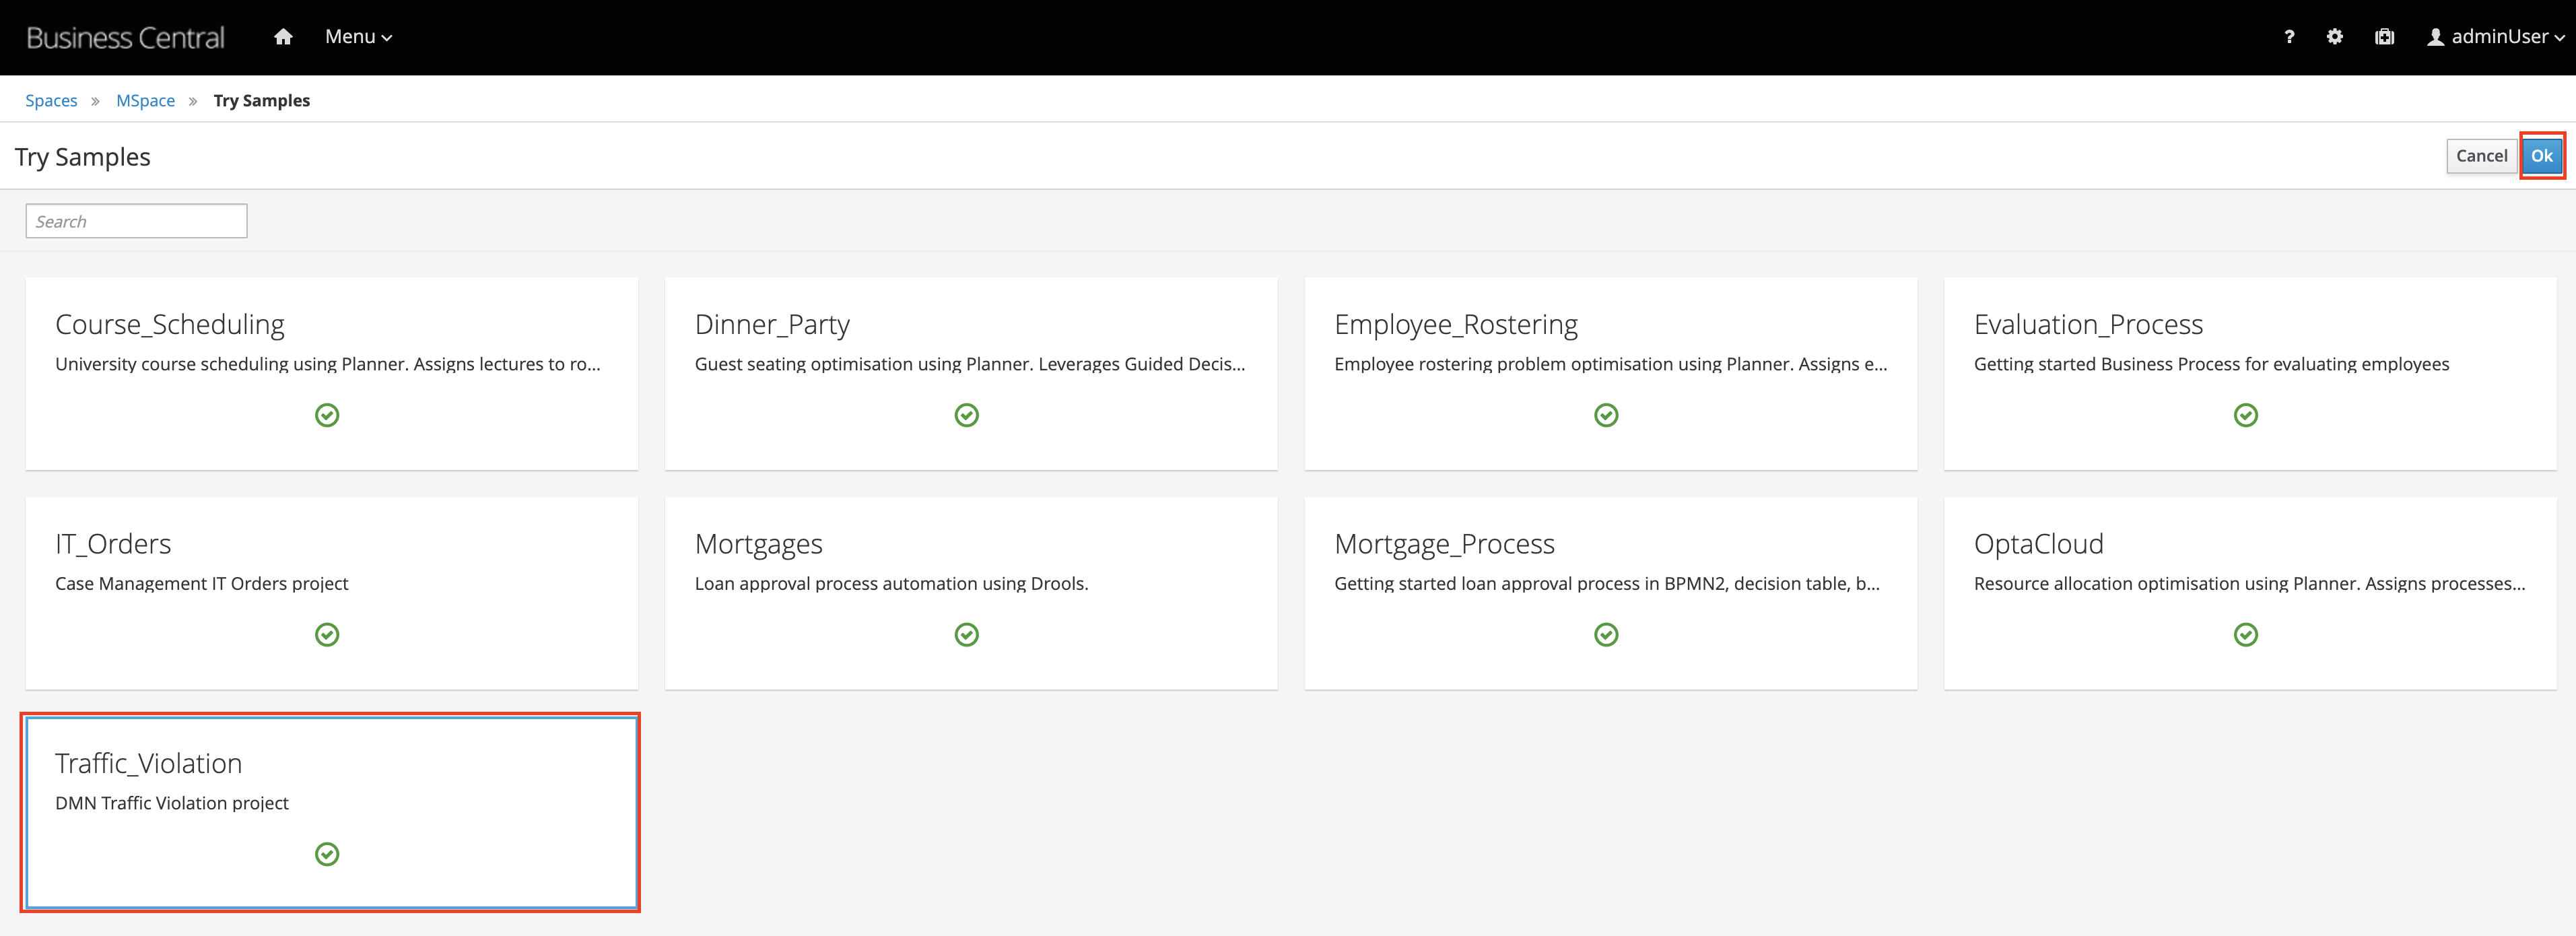 Business Central Menu ? adminUser
Spaces » MSpace » Try Samples
Try Samples Cancel Ok
Search
Course_Scheduling
University course scheduling using Planner. Assigns lectures to ro...
Dinner_Party
Guest seating optimisation using Planner. Leverages Guided Decis...
Employee_Rostering
Employee rostering problem optimisation using Planner. Assigns e...
Evaluation_Process
Getting started Business Process for evaluating employees
IT_Orders
Case Management IT Orders project
Mortgages
Loan approval process automation using Drools.
Mortgage_Process
Getting started loan approval process in BPMN2, decision table, b...
OptaCloud
Resource allocation optimisation using Planner. Assigns processes...
Traffic_Violation
DMN Traffic Violation project